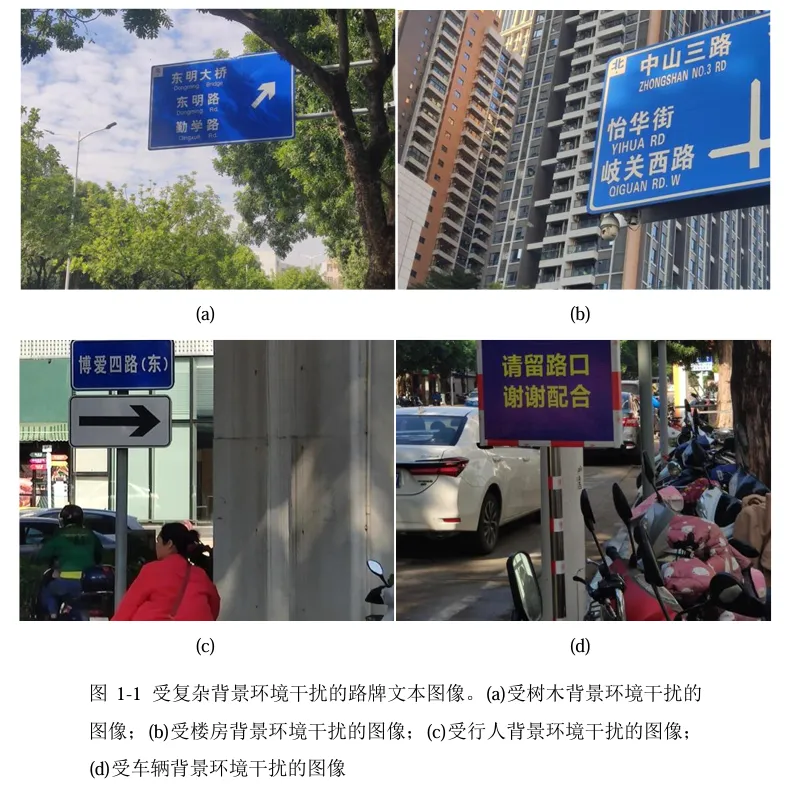 东明大桥
Dongming Bridge
东明路
Dongming Rd.
勤学路
Rd.
(a)
北
中山三路
ZHONGSHAN NO.3 RD
怡华街
YIHUA RD
岐关西路
QIGUAN RD. W
(b)
博爱四路(东)
(c)
请留路口
谢谢配合
(d)
图 1-1 受复杂背景环境干扰的路牌文本图像。(a)受树木背景环境干扰的
图像；(b)受楼房背景环境干扰的图像；(c)受行人背景环境干扰的图像；
(d)受车辆背景环境干扰的图像